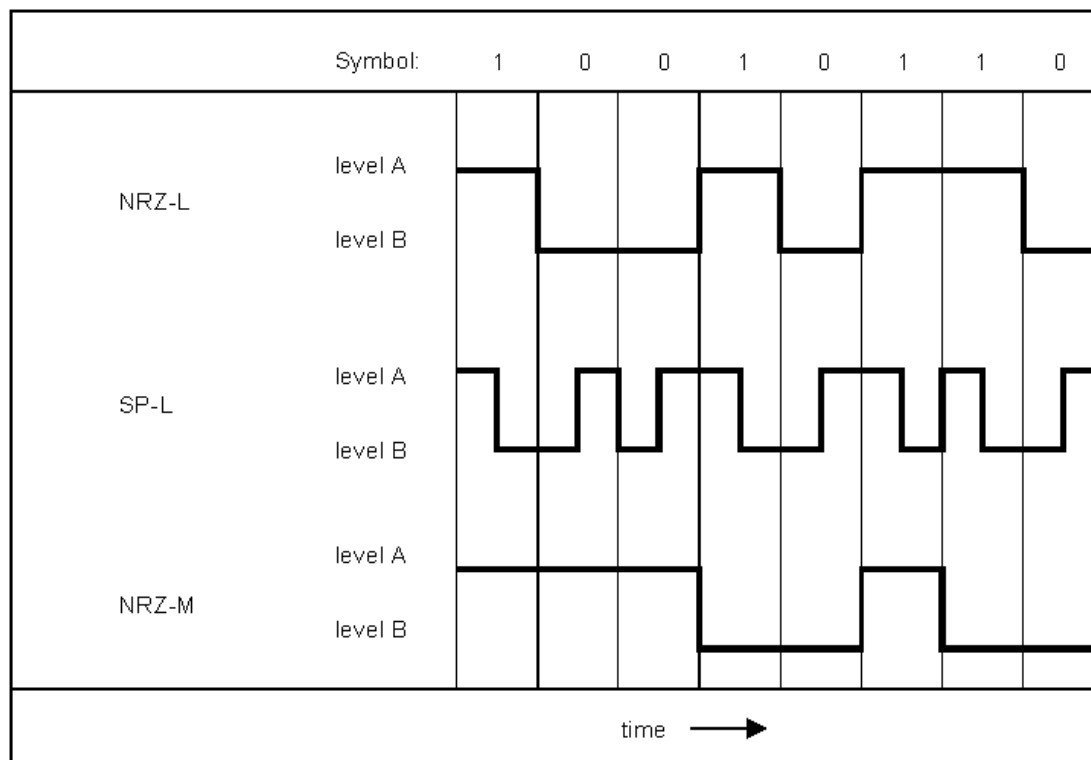 Symbol: 1 0 0 1 0 1 1 0
level A
NRZ-L
level B
level A
SP-L
level B
level A
NRZ-M
level B
time